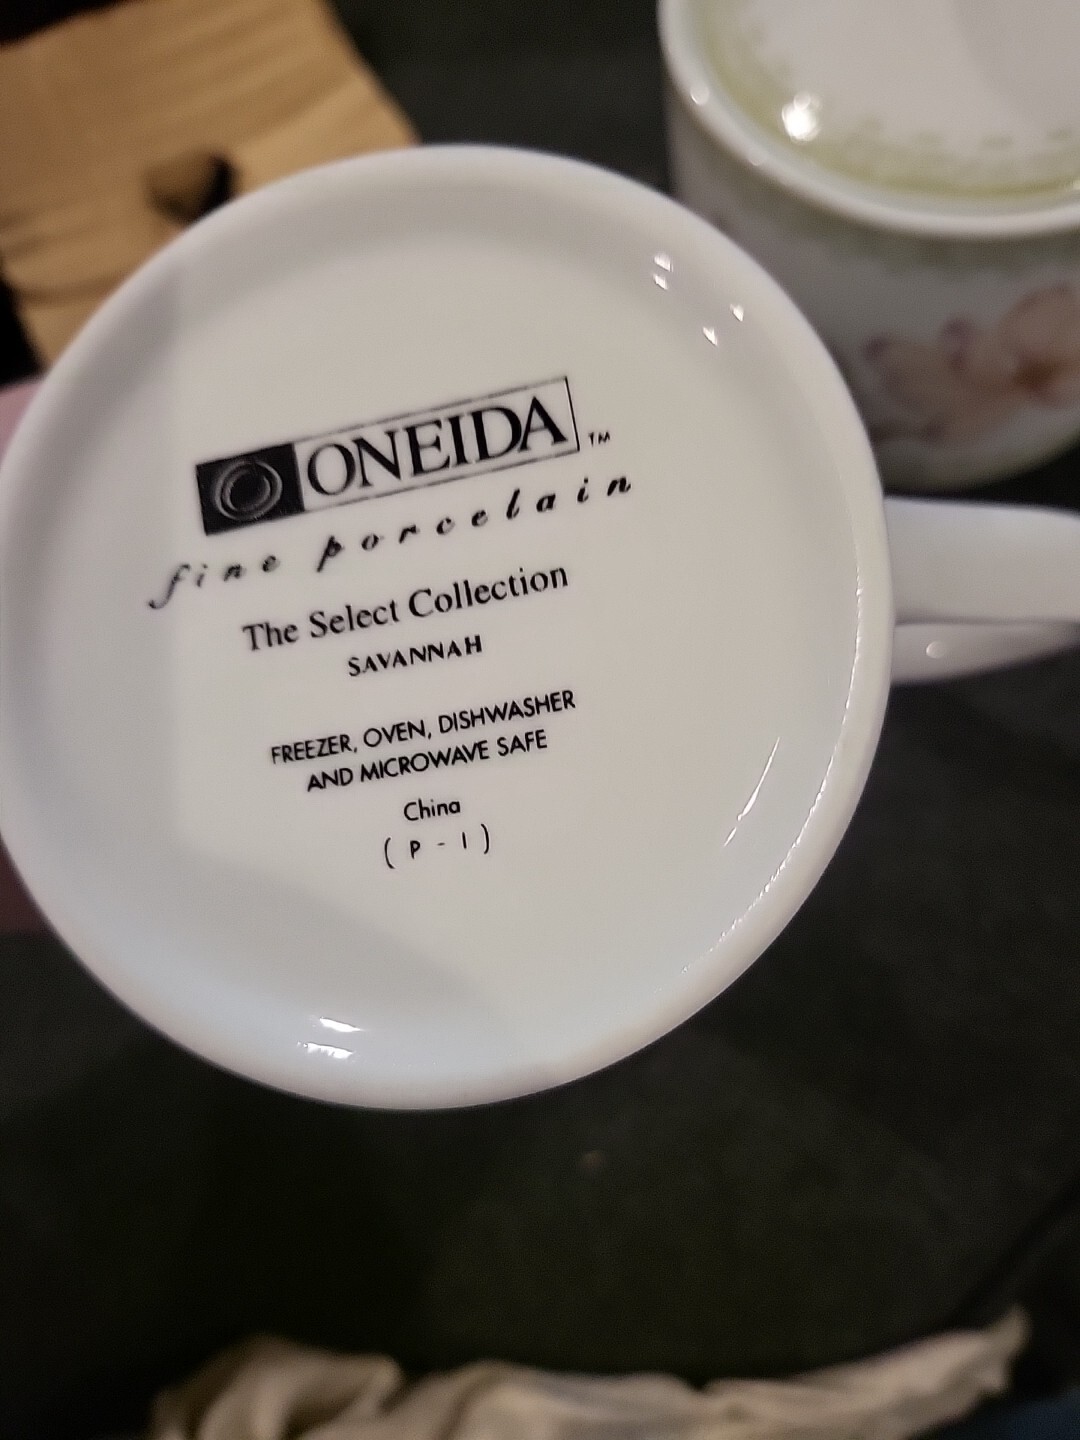 ONEIDA™
fine porcelain
The Select Collection
SAVANNAH
FREEZER, OVEN, DISHWASHER
AND MICROWAVE SAFE
China
( P - 1 )